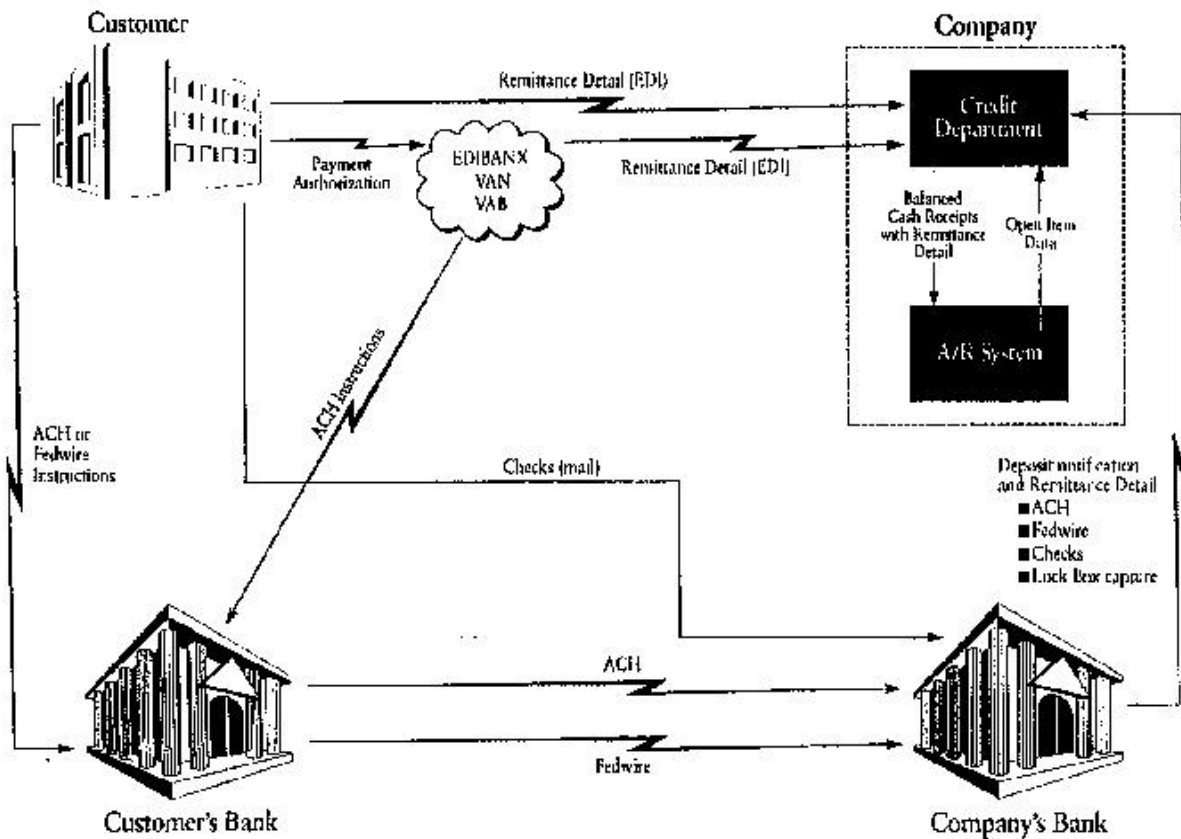 Customer
Company
Remittance Detail (EDI)
Credit
Department
Payment
Authorization
EDIBANX
VAN
VAB
Remittance Detail (EDI)
Balanced
Cash Receipts
with Remittance
Detail
Open Item
Data
A/R System
ACH Instructions
ACH or
Fedwire
Instructions
Checks (mail)
Deposit notification
and Remittance Detail
■ ACH
■ Fedwire
■ Checks
■ Lock Box capture
ACH
Fedwire
Customer's Bank
Company's Bank